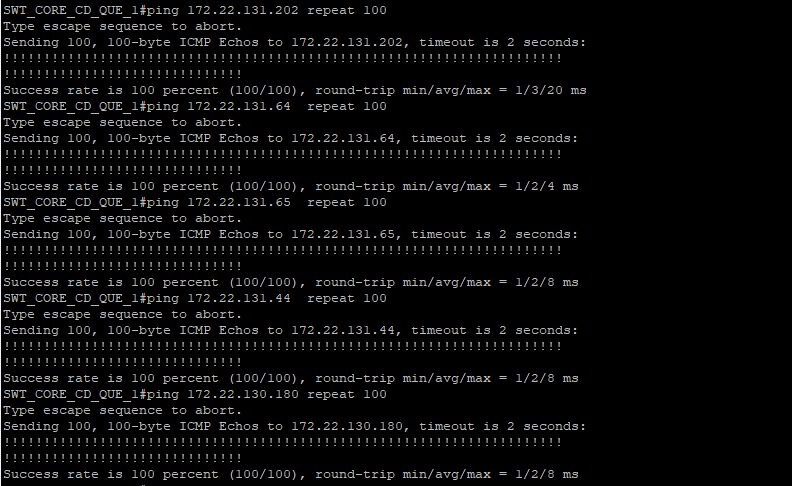 SWT_CORE_CD_QUE_1#ping 172.22.131.202 repeat 100
Type escape sequence to abort.
Sending 100, 100-byte ICMP Echos to 172.22.131.202, timeout is 2 seconds:
!!!!!!!!!!!!!!!!!!!!!!!!!!!!!!!!!!!!!!!!!!!!!!!!!!!!!!!!!!!!!!!!!!!!!!
!!!!!!!!!!!!!!!!!!!!!!!!!!!!!!
Success rate is 100 percent (100/100), round-trip min/avg/max = 1/3/20 ms
SWT_CORE_CD_QUE_1#ping 172.22.131.64  repeat 100
Type escape sequence to abort.
Sending 100, 100-byte ICMP Echos to 172.22.131.64, timeout is 2 seconds:
!!!!!!!!!!!!!!!!!!!!!!!!!!!!!!!!!!!!!!!!!!!!!!!!!!!!!!!!!!!!!!!!!!!!!!
!!!!!!!!!!!!!!!!!!!!!!!!!!!!!!
Success rate is 100 percent (100/100), round-trip min/avg/max = 1/2/4 ms
SWT_CORE_CD_QUE_1#ping 172.22.131.65  repeat 100
Type escape sequence to abort.
Sending 100, 100-byte ICMP Echos to 172.22.131.65, timeout is 2 seconds:
!!!!!!!!!!!!!!!!!!!!!!!!!!!!!!!!!!!!!!!!!!!!!!!!!!!!!!!!!!!!!!!!!!!!!!
!!!!!!!!!!!!!!!!!!!!!!!!!!!!!!
Success rate is 100 percent (100/100), round-trip min/avg/max = 1/2/8 ms
SWT_CORE_CD_QUE_1#ping 172.22.131.44  repeat 100
Type escape sequence to abort.
Sending 100, 100-byte ICMP Echos to 172.22.131.44, timeout is 2 seconds:
!!!!!!!!!!!!!!!!!!!!!!!!!!!!!!!!!!!!!!!!!!!!!!!!!!!!!!!!!!!!!!!!!!!!!!
!!!!!!!!!!!!!!!!!!!!!!!!!!!!!!
Success rate is 100 percent (100/100), round-trip min/avg/max = 1/2/8 ms
SWT_CORE_CD_QUE_1#ping 172.22.130.180 repeat 100
Type escape sequence to abort.
Sending 100, 100-byte ICMP Echos to 172.22.130.180, timeout is 2 seconds:
!!!!!!!!!!!!!!!!!!!!!!!!!!!!!!!!!!!!!!!!!!!!!!!!!!!!!!!!!!!!!!!!!!!!!!
!!!!!!!!!!!!!!!!!!!!!!!!!!!!!!
Success rate is 100 percent (100/100), round-trip min/avg/max = 1/2/8 ms